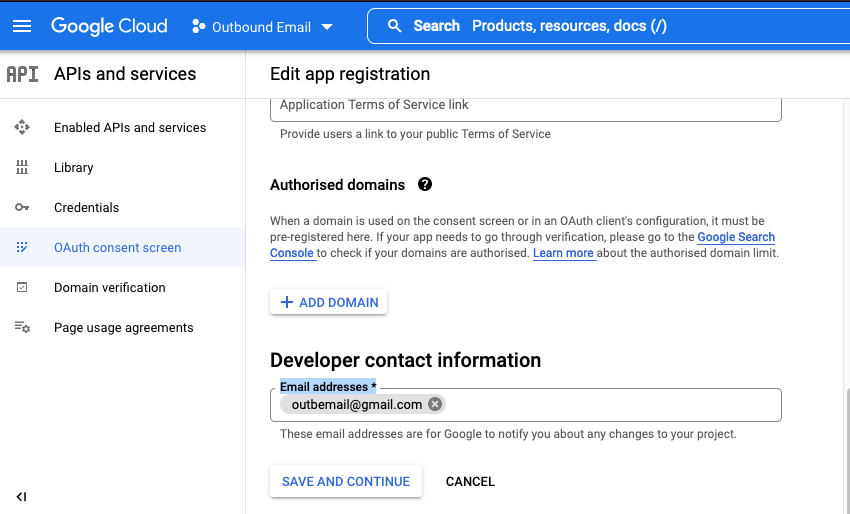 Google Cloud
Outbound Email
Search Products, resources, docs (/)
API APIs and services
Edit app registration
Enabled APIs and services
Library
Credentials
OAuth consent screen
Domain verification
Page usage agreements
Application Terms of Service link
Provide users a link to your public Terms of Service
Authorised domains ?
When a domain is used on the consent screen or in an OAuth client's configuration, it must be
pre-registered here. If your app needs to go through verification, please go to the Google Search
Console to check if your domains are authorised. Learn more about the authorised domain limit.
+ ADD DOMAIN
Developer contact information
Email addresses *
outbemail@gmail.com
These email addresses are for Google to notify you about any changes to your project.
SAVE AND CONTINUE
CANCEL